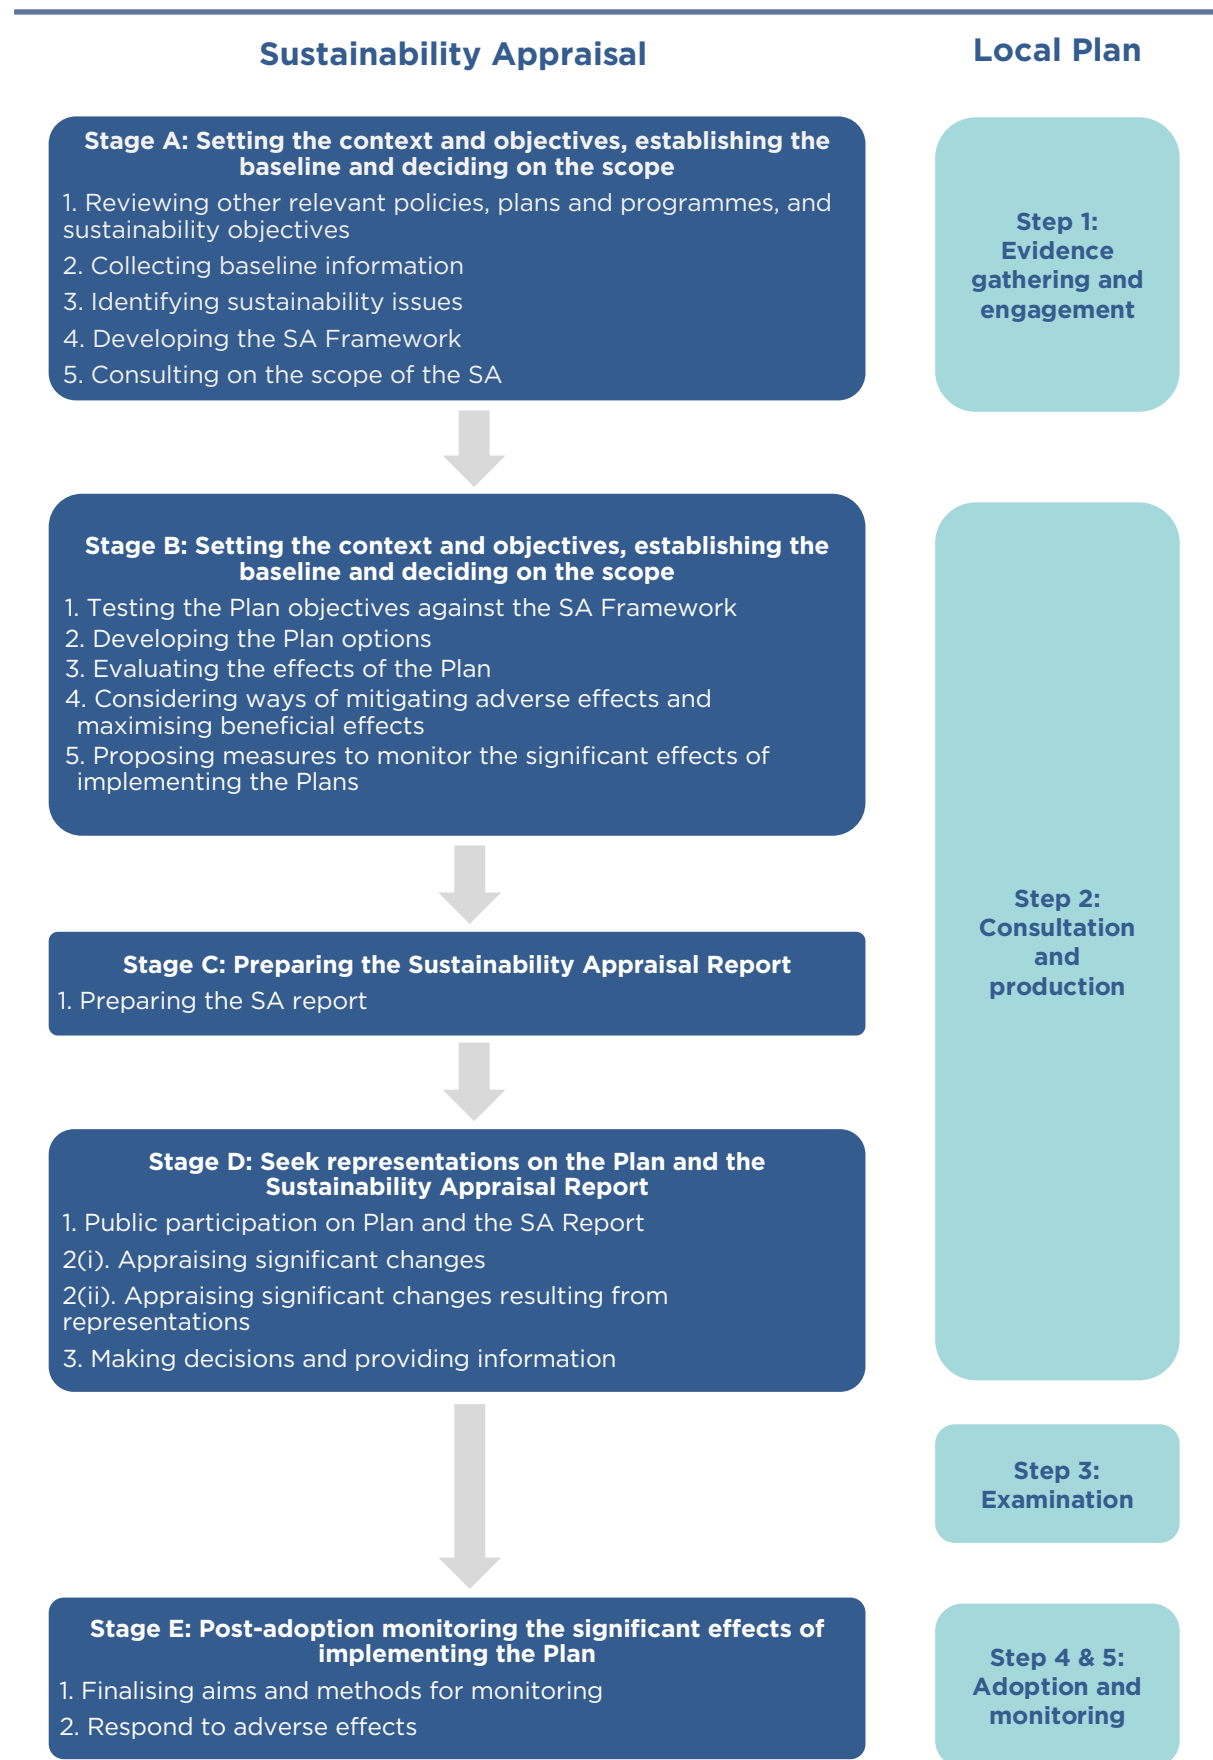 Sustainability Appraisal
Local Plan
Stage A: Setting the context and objectives, establishing the
baseline and deciding on the scope
1. Reviewing other relevant policies, plans and programmes, and
sustainability objectives
2. Collecting baseline information
3. Identifying sustainability issues
4. Developing the SA Framework
5. Consulting on the scope of the SA
Step 1:
Evidence
gathering and
engagement
Stage B: Setting the context and objectives, establishing the
baseline and deciding on the scope
1. Testing the Plan objectives against the SA Framework
2. Developing the Plan options
3. Evaluating the effects of the Plan
4. Considering ways of mitigating adverse effects and
maximising beneficial effects
5. Proposing measures to monitor the significant effects of
implementing the Plans
Stage C: Preparing the Sustainability Appraisal Report
1. Preparing the SA report
Stage D: Seek representations on the Plan and the
Sustainability Appraisal Report
1. Public participation on Plan and the SA Report
2(i). Appraising significant changes
2(ii). Appraising significant changes resulting from
representations
3. Making decisions and providing information
Step 2:
Consultation
and
production
Step 3:
Examination
Stage E: Post-adoption monitoring the significant effects of
implementing the Plan
1. Finalising aims and methods for monitoring
2. Respond to adverse effects
Step 4 & 5:
Adoption and
monitoring